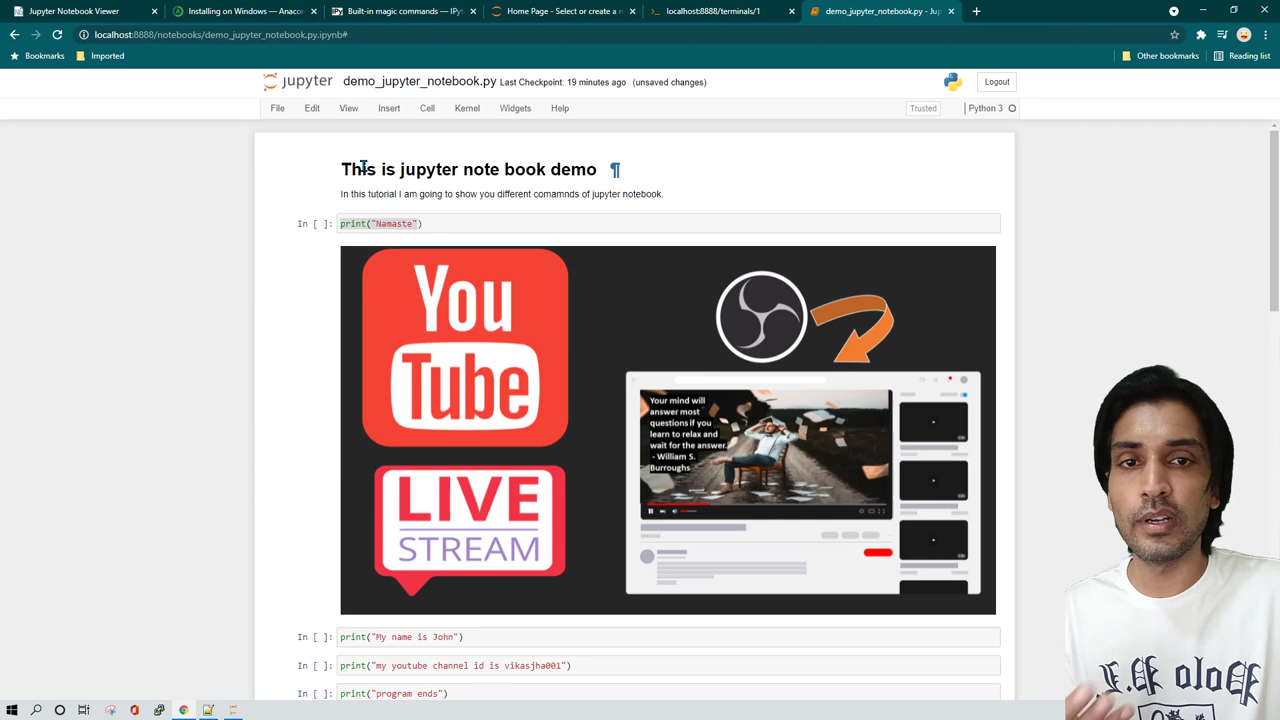 Jupyter Notebook Viewer
Installing on Windows — Anacon
Built-in magic commands — IPyt
Home Page - Select or create a n
localhost:8888/terminals/1
demo_jupyter_notebook.py - Jup
localhost:8888/notebooks/demo_jupyter_notebook.py.ipynb#
Bookmarks
Imported
Other bookmarks
Reading list
jupyter
demo_jupyter_notebook.py Last Checkpoint: 19 minutes ago (unsaved changes)
Logout
File Edit View Insert Cell Kernel Widgets Help
Trusted
Python 3
This is jupyter note book demo ¶
In this tutorial I am going to show you different comamnds of jupyter notebook.
In [ ]: print("Namaste")
You
Tube
LIVE
STREAM
Your mind will
answer most
questions if you
learn to relax and
wait for the answer.
- William S.
Burroughs
In [ ]: print("My name is John")
In [ ]: print("my youtube channel id is vikasjha001")
In [ ]: print("program ends")